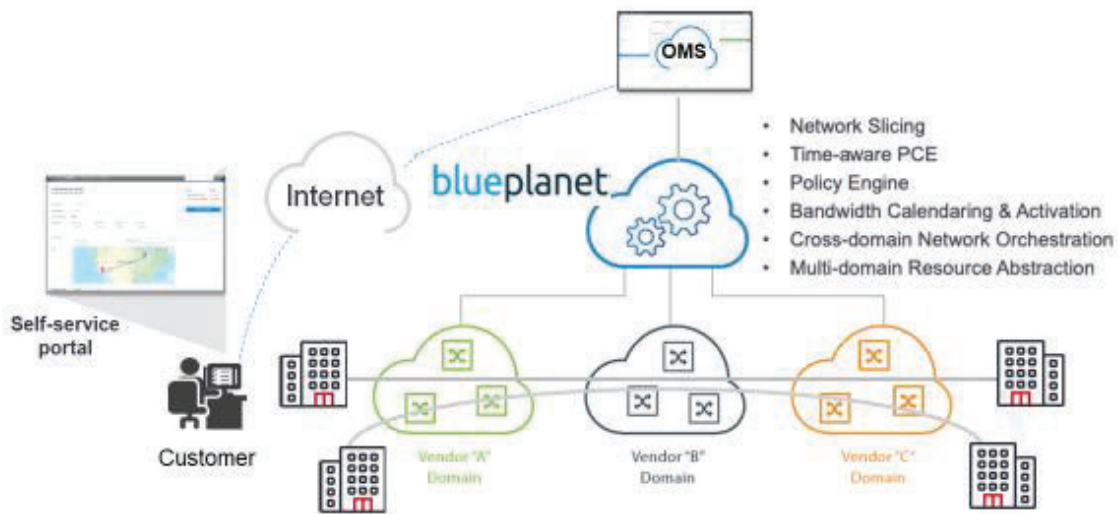 OMS
• Network Slicing
• Time-aware PCE
• Policy Engine
• Bandwidth Calendaring & Activation
• Cross-domain Network Orchestration
• Multi-domain Resource Abstraction
blueplanet
Internet
Self-service
portal
Customer
Vendor "A"
Domain
Vendor "B"
Domain
Vendor "C"
Domain